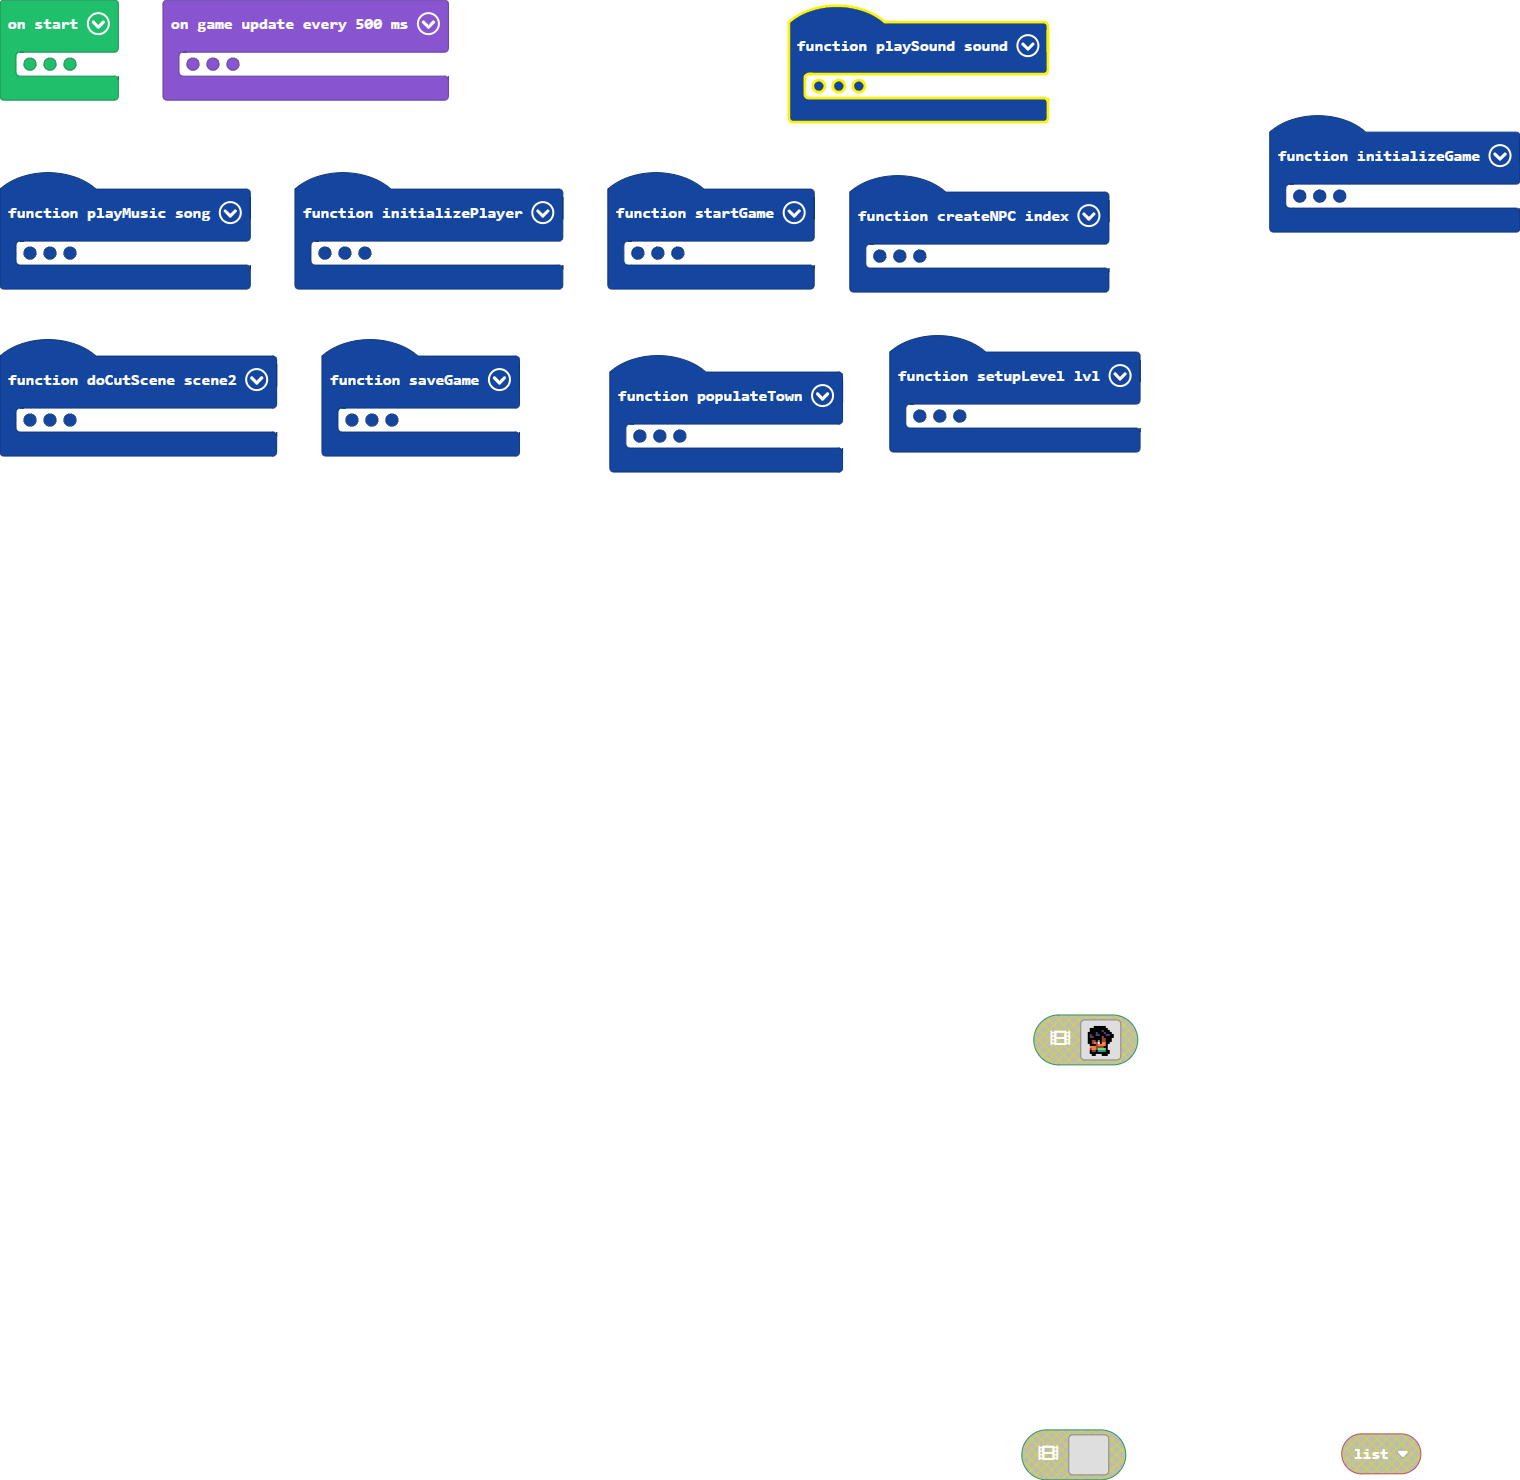 on start
on game update every 500 ms
function playSound sound
function initializeGame
function playMusic song
function initializePlayer
function startGame
function createNPC index
function doCutScene scene2
function saveGame
function populateTown
function setupLevel lvl
list